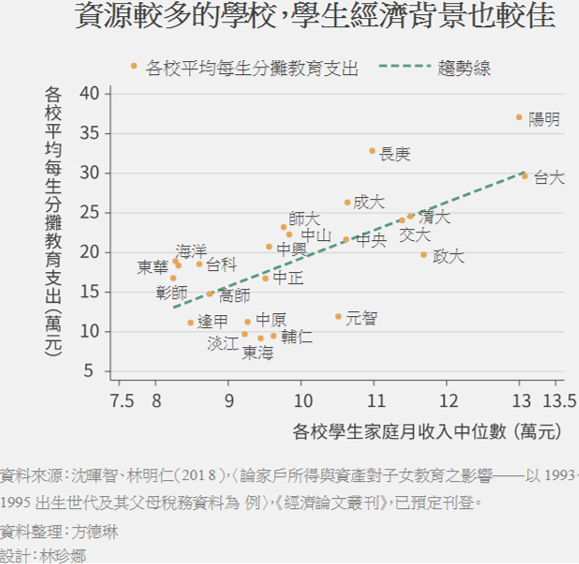 資源較多的學校，學生經濟背景也較佳
各校平均每生分攤教育支出
趨勢線
各校平均每生分攤教育支出（萬元）
40
35
30
25
20
15
10
5
陽明
長庚
台大
成大
清大
師大
中山
中央
交大
海洋
中興
政大
東華
台科
中正
彰師
高師
逢甲
中原
元智
淡江
東海
輔仁
7.5 8 9 10 11 12 13 13.5
各校學生家庭月收入中位數（萬元）
資料來源：沈暉智、林明仁（2018），〈論家戶所得與資產對子女教育之影響——以 1993-
1995 出生世代及其父母稅務資料為 例〉，《經濟論文叢刊》，已預定刊登。
資料整理：方德琳
設計：林珍娜